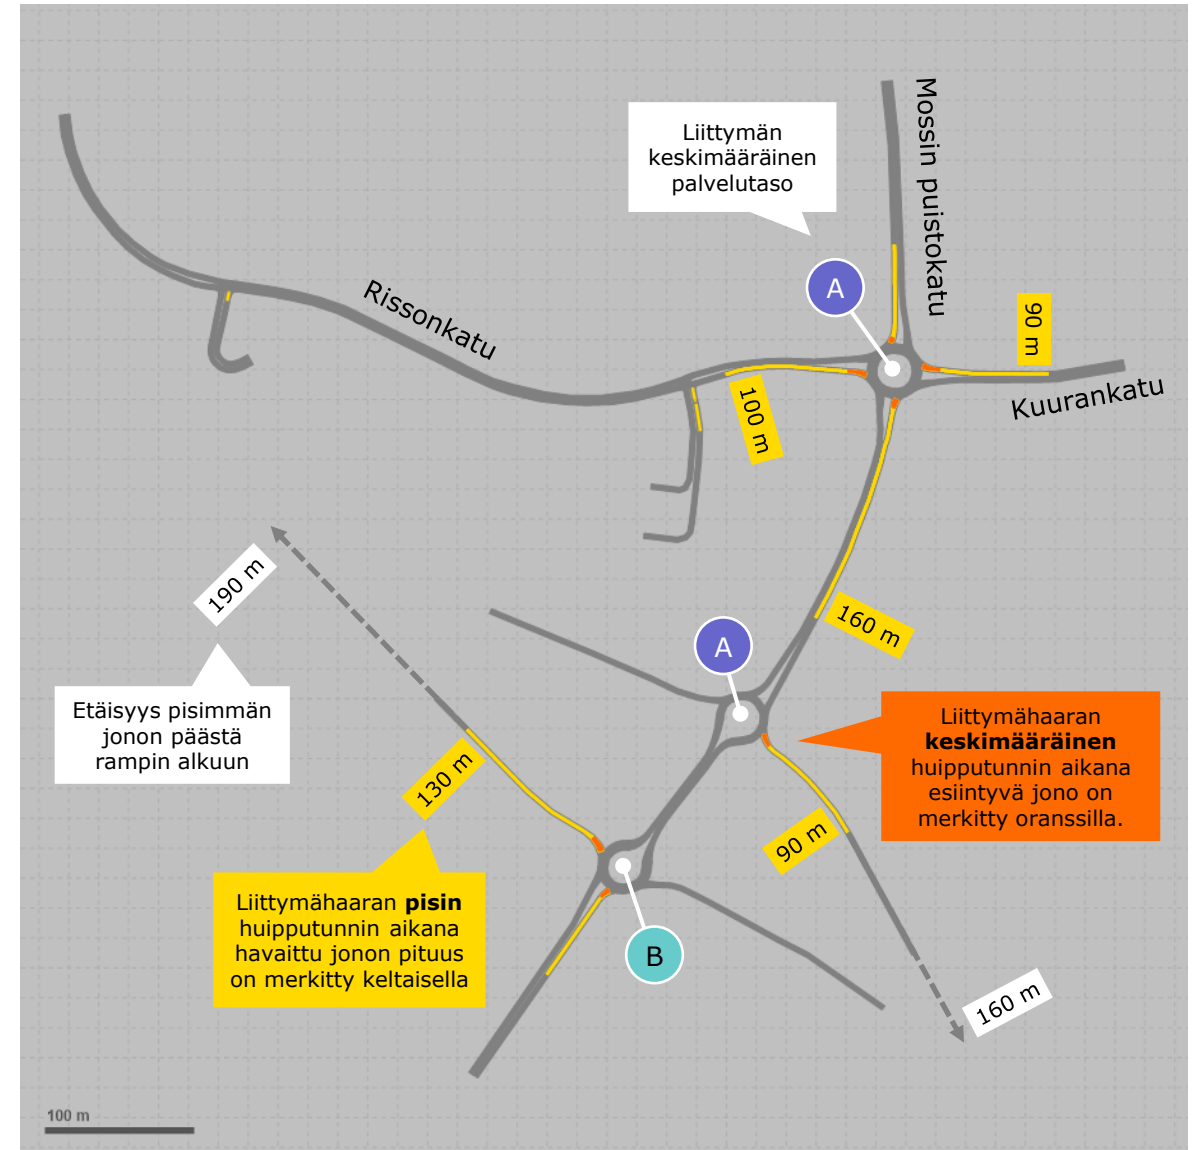 Liittymän
keskimääräinen
palvelutaso
Mossin puistokatu
A
Rissonkatu
90 m
Kuurankatu
100 m
190 m
160 m
A
Etäisyys pisimmän
jonon päästä
rampin alkuun
Liittymähaaran
keskimääräinen
huipputunnin aikana
esiintyvä jono on
merkitty oranssilla.
130 m
90 m
Liittymähaaran pisin
huipputunnin aikana
havaittu jonon pituus
on merkitty keltaisella
B
160 m
100 m